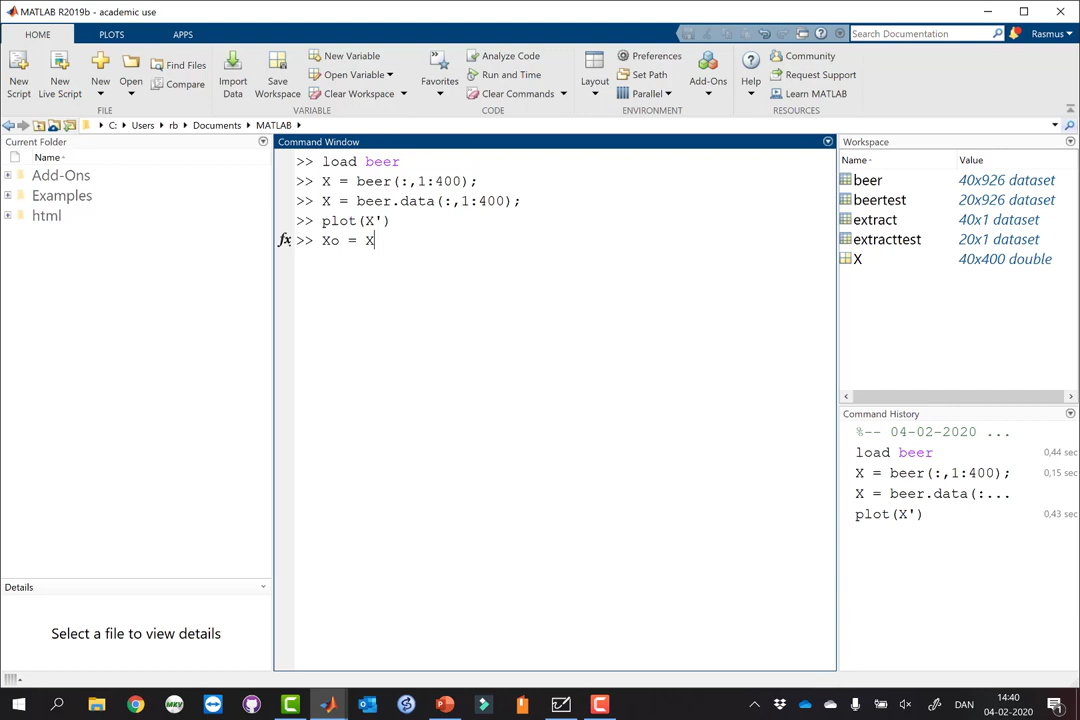 MATLAB R2019b - academic use
HOME PLOTS APPS Search Documentation Rasmus
New Script
New Live Script
New
Open
Find Files
Compare
FILE
Import Data
Save Workspace
New Variable
Open Variable
Clear Workspace
VARIABLE
Favorites
Analyze Code
Run and Time
Clear Commands
CODE
Layout
Preferences
Set Path
Parallel
ENVIRONMENT
Add-Ons
Help
Community
Request Support
Learn MATLAB
RESOURCES
C: Users rb Documents MATLAB
Current Folder
Name
Add-Ons
Examples
html
Details
Select a file to view details
Command Window
>> load beer
>> X = beer(:,1:400);
>> X = beer.data(:,1:400);
>> plot(X')
fx >> Xo = X
Workspace
Name Value
beer 40x926 dataset
beertest 20x926 dataset
extract 40x1 dataset
extracttest 20x1 dataset
X 40x400 double
Command History
%-- 04-02-2020 ...
load beer 0,44 sec
X = beer(:,1:400); 0,15 sec
X = beer.data(:...
plot(X') 0,43 sec
MKV
DAN
14:40
04-02-2020
1